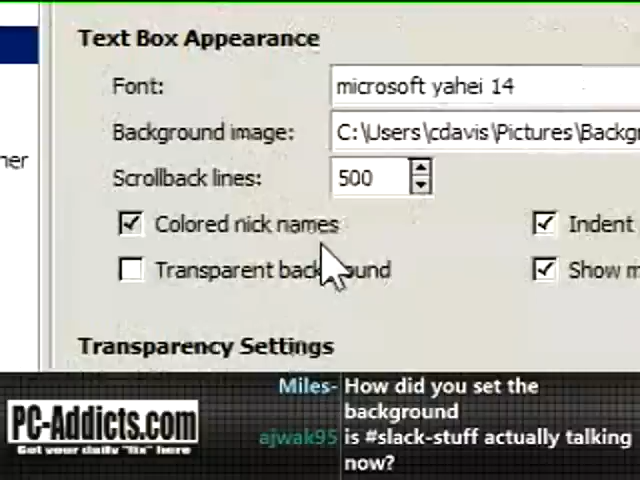 Text Box Appearance
Font: microsoft yahei 14
Background image: C:\Users\cdavis\Pictures\Backgr
ner
Scrollback lines: 500
Colored nick names Indent
Transparent background Show m
Transparency Settings
Miles- How did you set the
background
ajwak95 is #slack-stuff actually talking
now?
PC-Addicts.com
Got your daily "fix" here